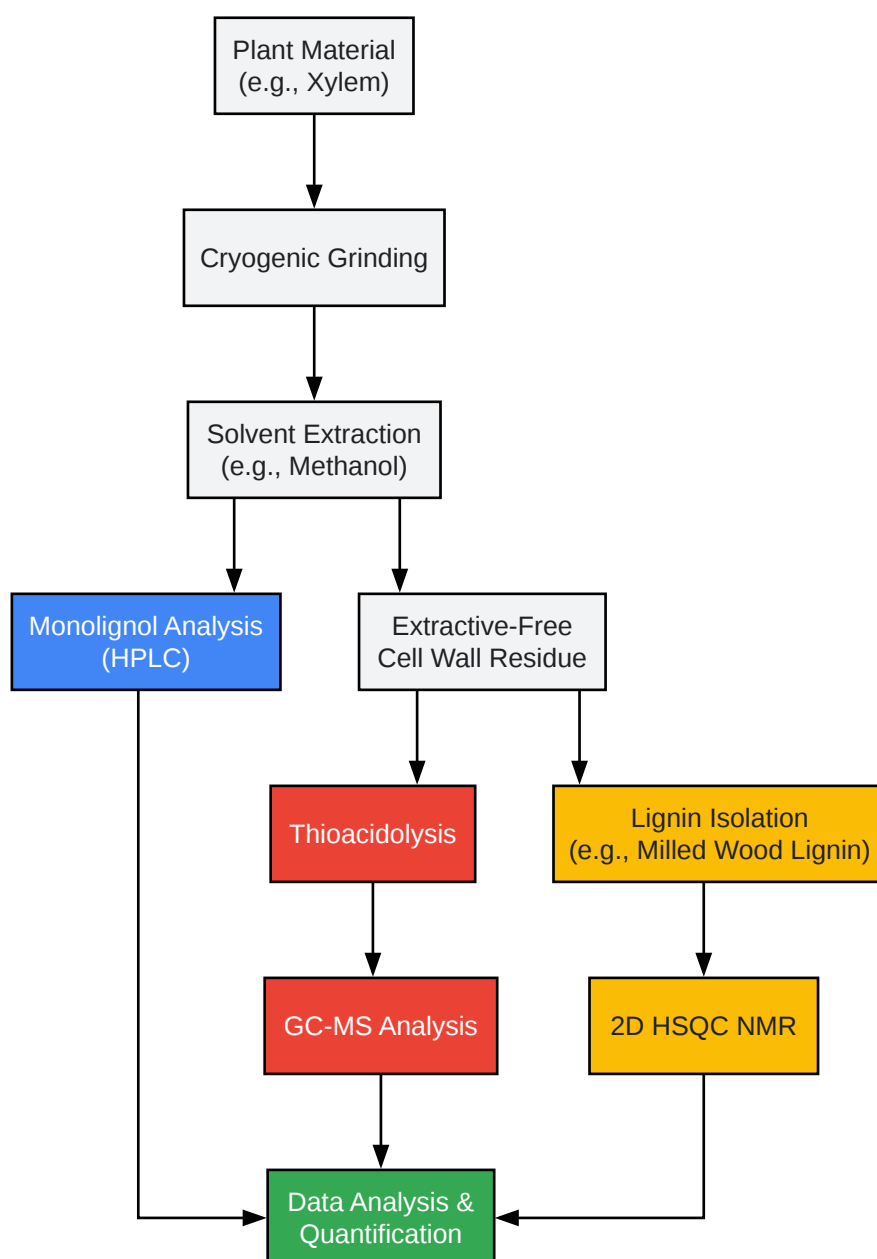 Plant Material
(e.g., Xylem)
Cryogenic Grinding
Solvent Extraction
(e.g., Methanol)
Monolignol Analysis
(HPLC)
Extractive-Free
Cell Wall Residue
Thioacidolysis
Lignin Isolation
(e.g., Milled Wood Lignin)
GC-MS Analysis
2D HSQC NMR
Data Analysis &
Quantification